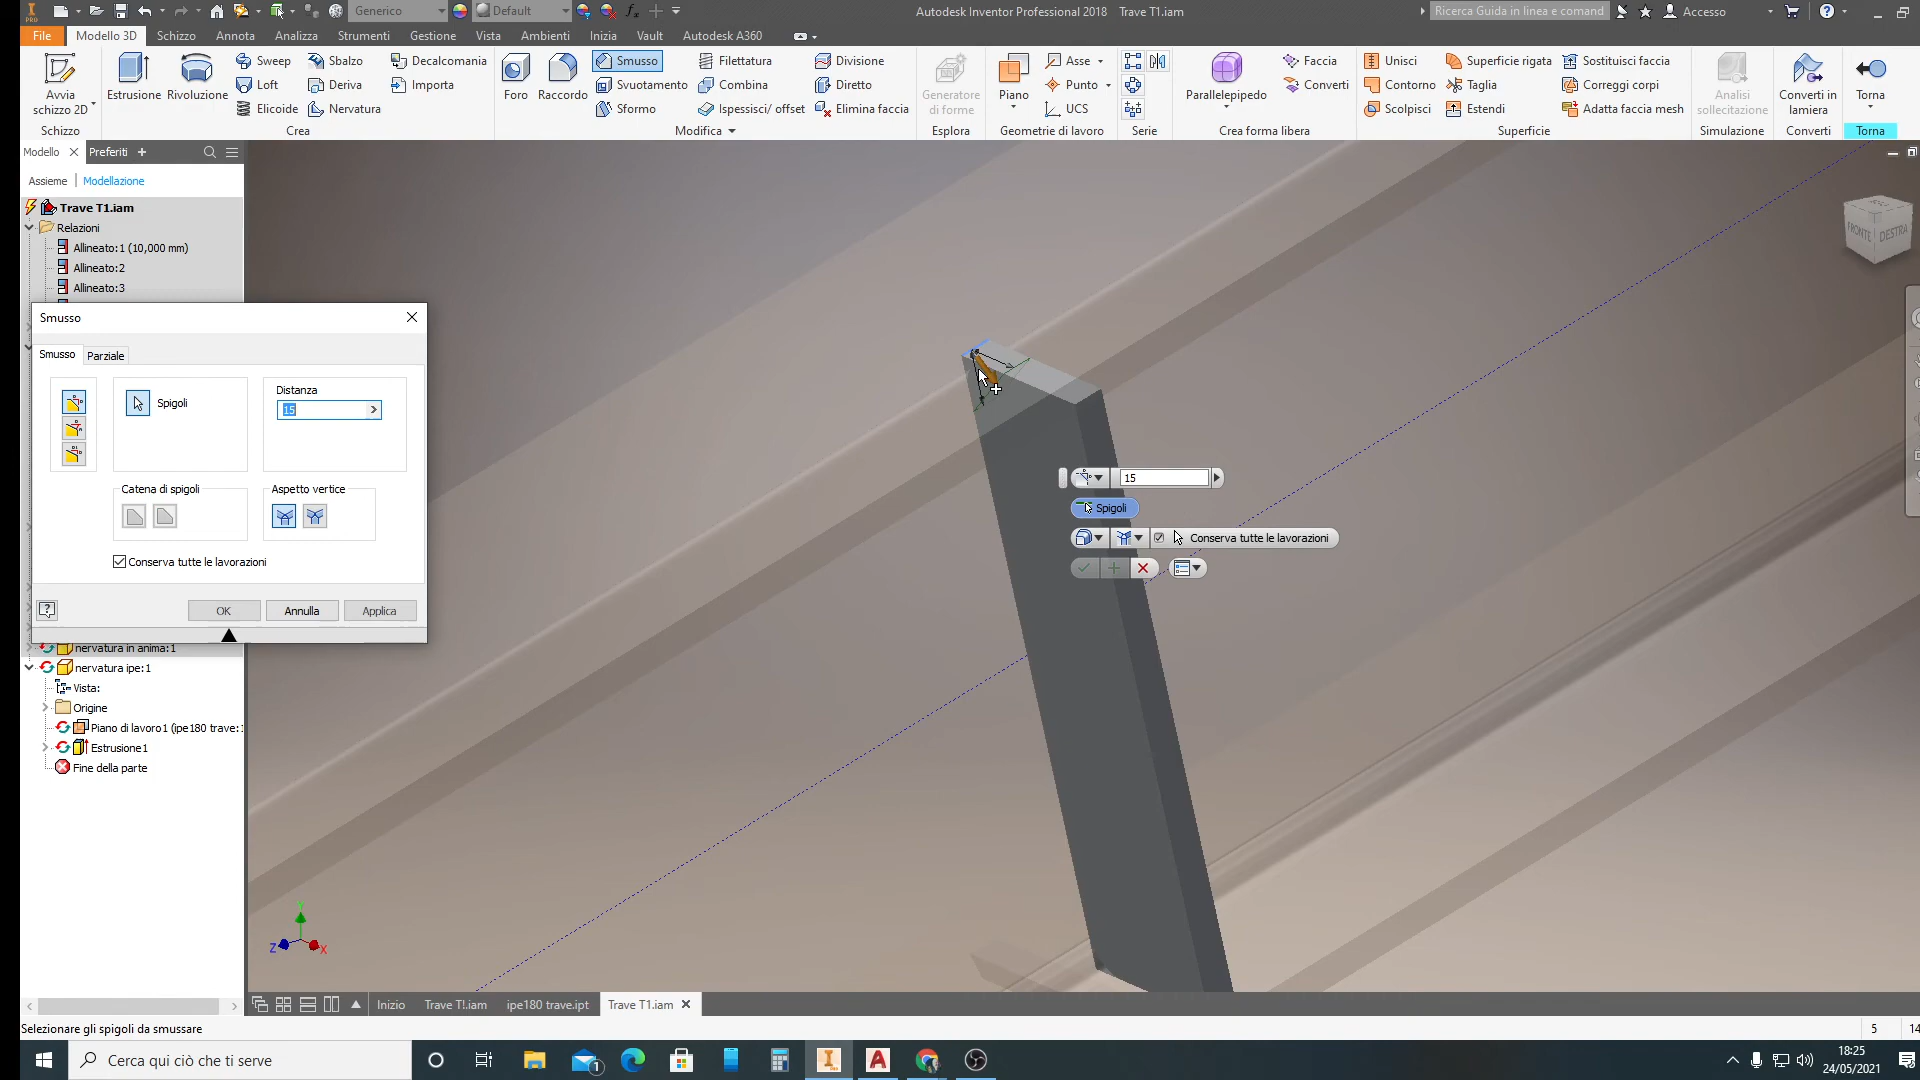 Generico
Default
Autodesk Inventor Professional 2018 Trave T1.iam
Ricerca Guida in linea e comand
Accesso
File
Modello 3D
Schizzo
Annota
Analizza
Strumenti
Gestione
Vista
Ambienti
Inizia
Vault
Autodesk A360
Avvia
schizzo 2D
Estrusione
Rivoluzione
Sweep
Loft
Elicoide
Sbalzo
Deriva
Nervatura
Decalcomania
Importa
Foro
Raccordo
Smusso
Svuotamento
Sformo
Filettatura
Combina
Ispessisci/ offset
Divisione
Diretto
Elimina faccia
Generatore
di forme
Piano
Asse
Punto
UCS
Parallelepipedo
Faccia
Converti
Unisci
Contorno
Scolpisci
Superficie rigata
Taglia
Estendi
Sostituisci faccia
Correggi corpi
Adatta faccia mesh
Analisi
sollecitazione
Converti in
lamiera
Torna
Schizzo
Crea
Modifica
Esplora
Geometrie di lavoro
Serie
Crea forma libera
Superficie
Simulazione
Converti
Torna
Modello
Preferiti
Assieme
Modellazione
Trave T1.iam
Relazioni
Allineato:1 (10,000 mm)
Allineato:2
Allineato:3
FRONTE
DESTRA
Smusso
Smusso
Parziale
Spigoli
Distanza
15
Catena di spigoli
Aspetto vertice
Conserva tutte le lavorazioni
OK
Annulla
Applica
15
Spigoli
Conserva tutte le lavorazioni
nervatura in anima:1
nervatura ipe:1
Vista:
Origine
Piano di lavoro1 (ipe180 trave:1
Estrusione1
Fine della parte
Y
Z
X
Inizio
Trave T!.iam
ipe180 trave.ipt
Trave T1.iam
Selezionare gli spigoli da smussare
5
14
Cerca qui ciò che ti serve
1
18:25
24/05/2021